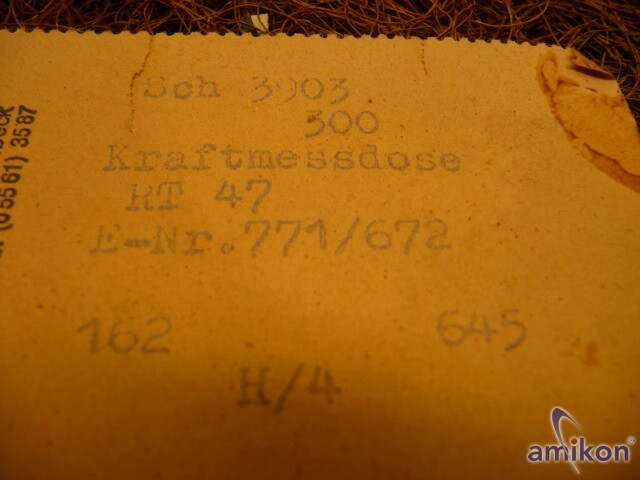 Sch 3903
300
Kraftmessdose
RT 47
E-Nr.771/672
162 645
H/4
(05561) 3587
amikon